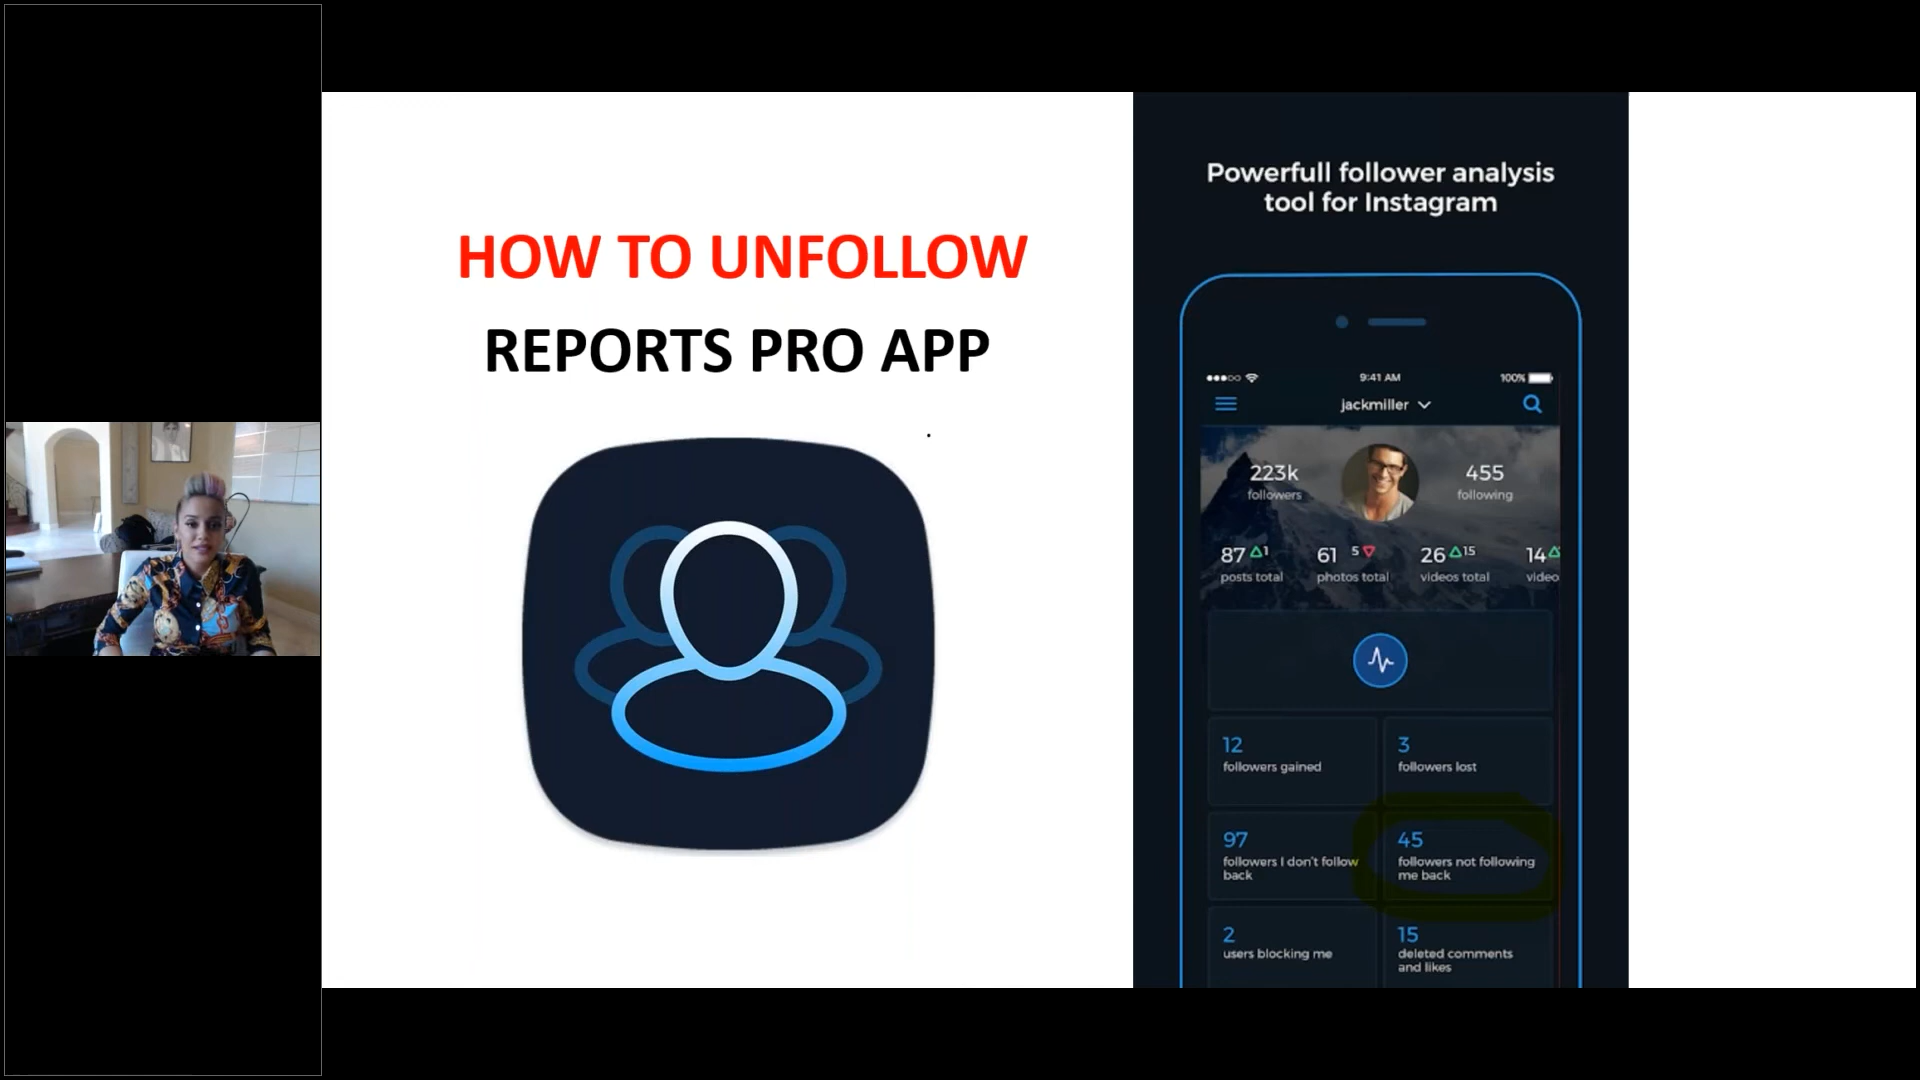 HOW TO UNFOLLOW
REPORTS PRO APP
Powerfull follower analysis
tool for Instagram
9:41 AM
100%
jackmiller
223k
followers
455
following
87 1
posts total
61 5
photos total
26 15
videos total
14
video
12
followers gained
3
followers lost
97
followers I don't follow
back
45
followers not following
me back
2
users blocking me
15
deleted comments
and likes